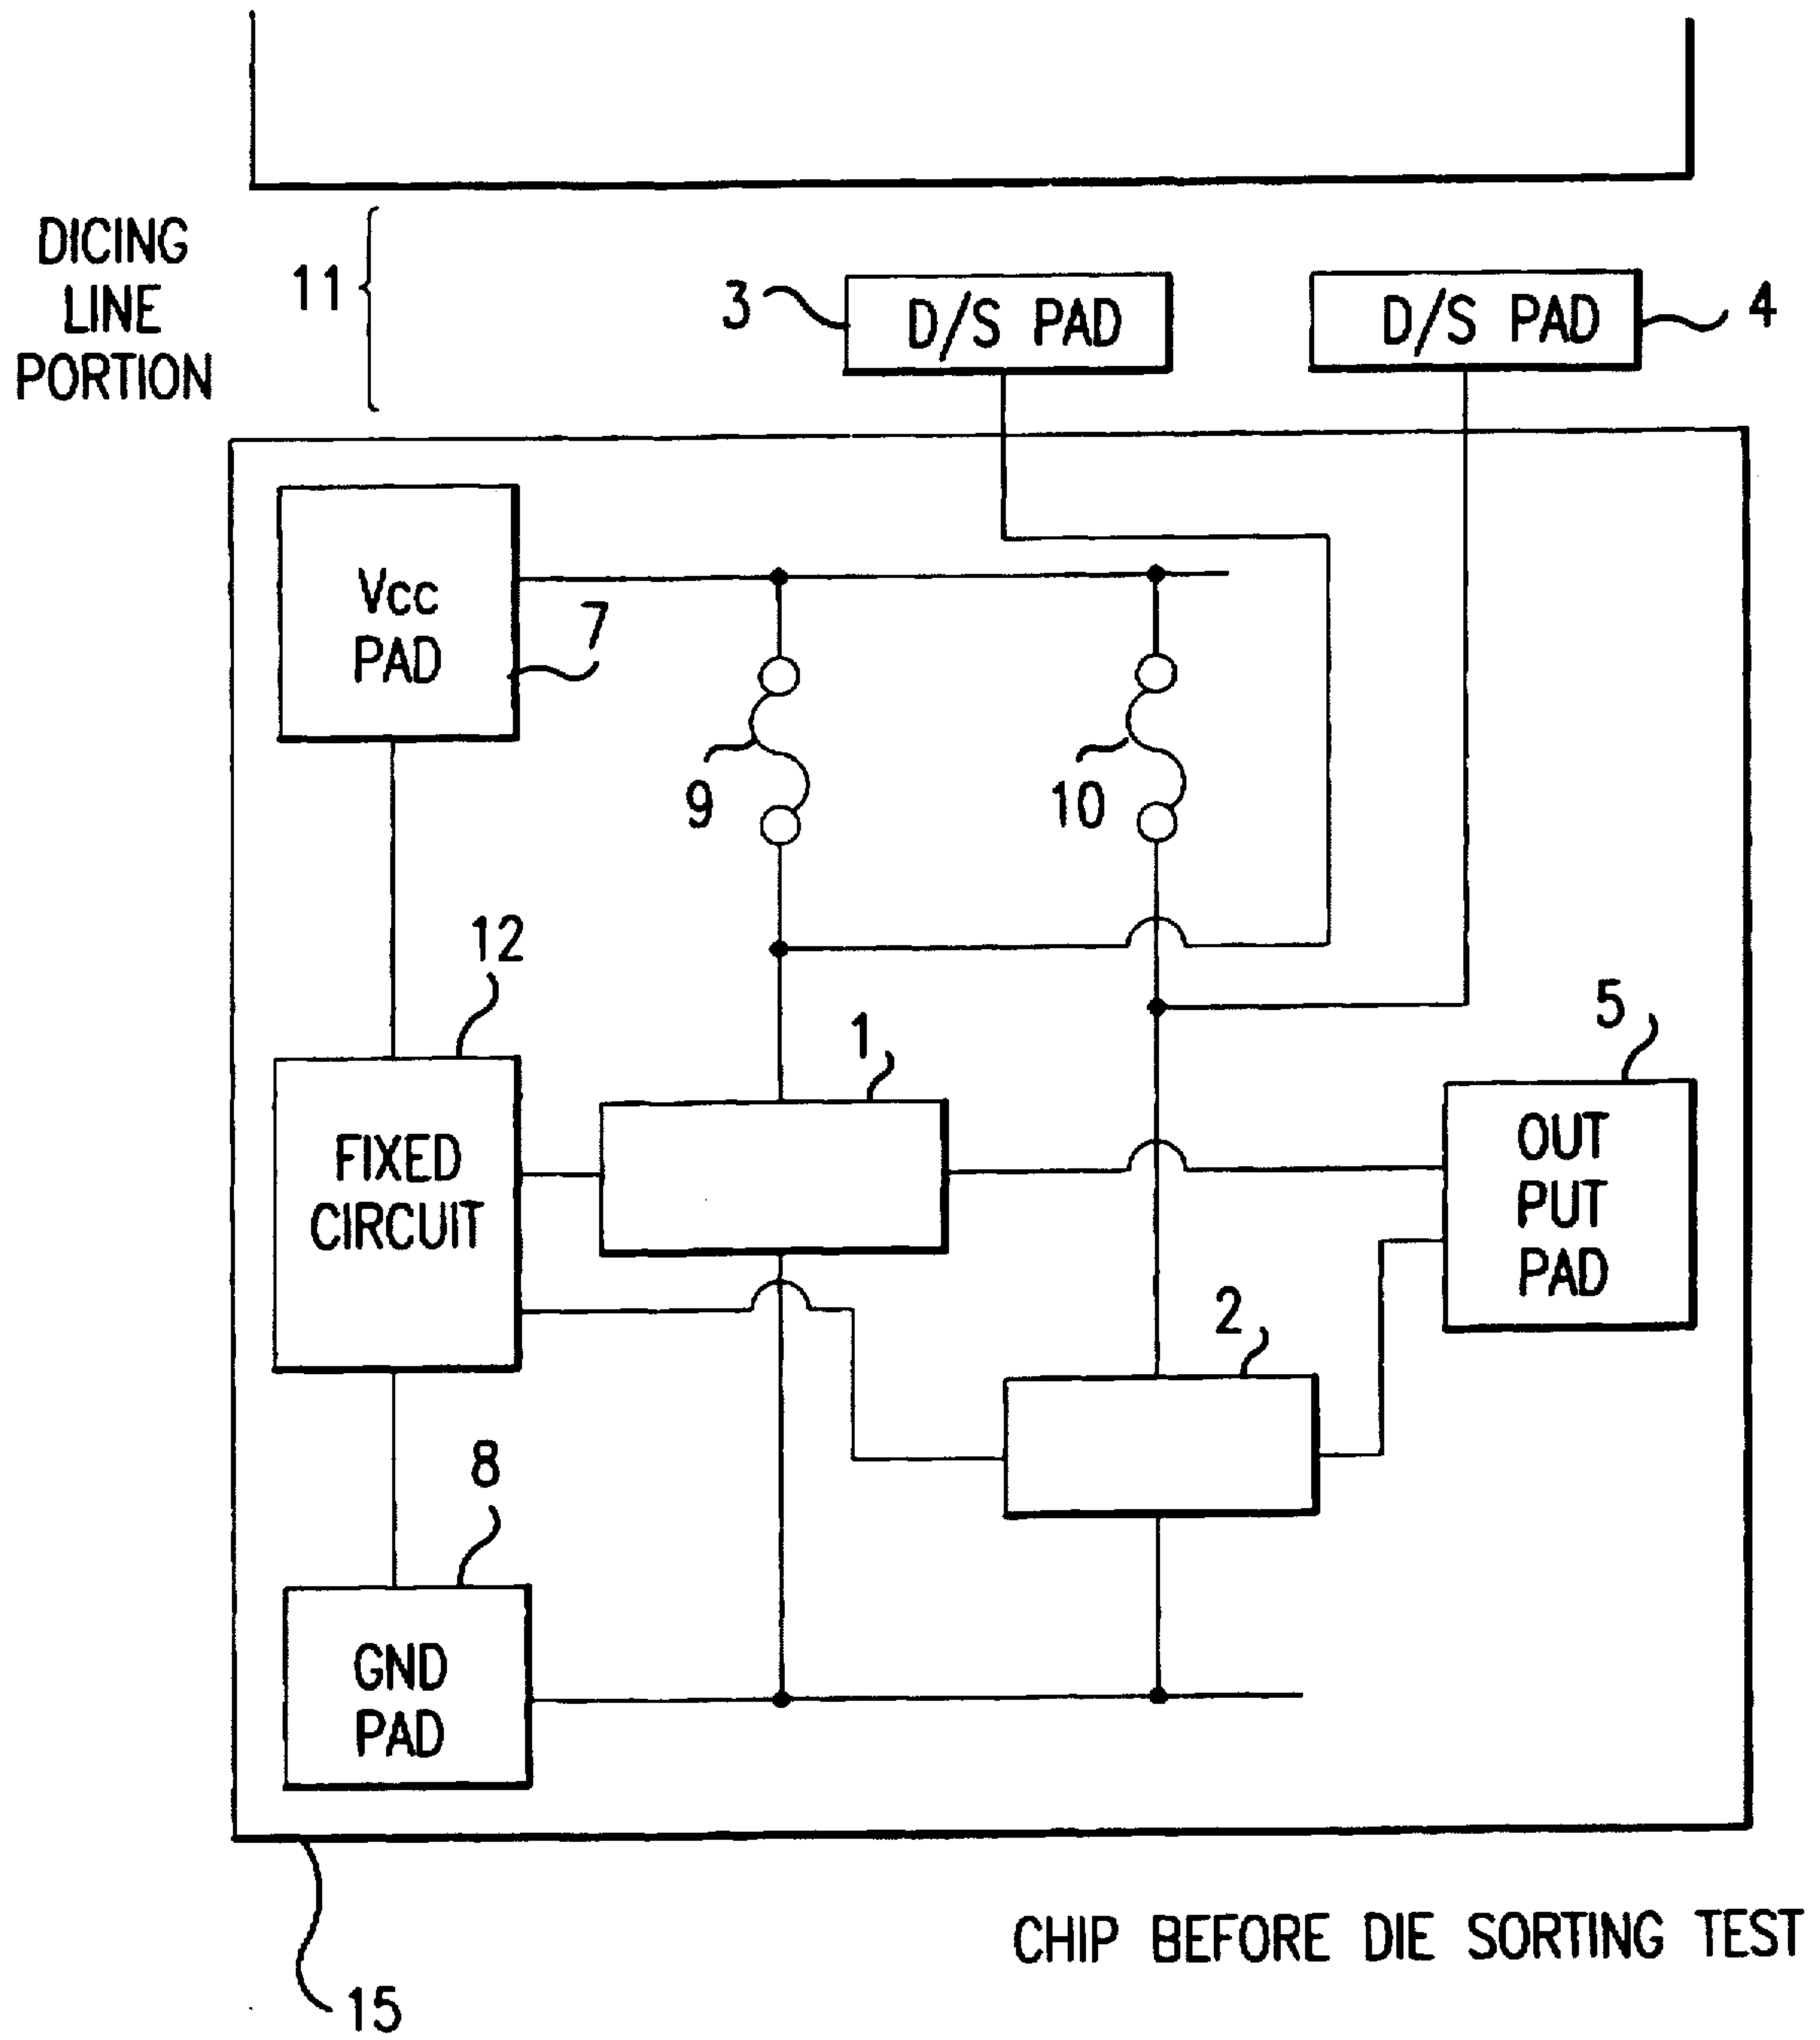 DICING
LINE
PORTION
11
3
D/S PAD
D/S PAD
4
Vcc
PAD
7
9
10
12
1
5
FIXED
CIRCUIT
OUT
PUT
PAD
2
8
GND
PAD
CHIP BEFORE DIE SORTING TEST
15